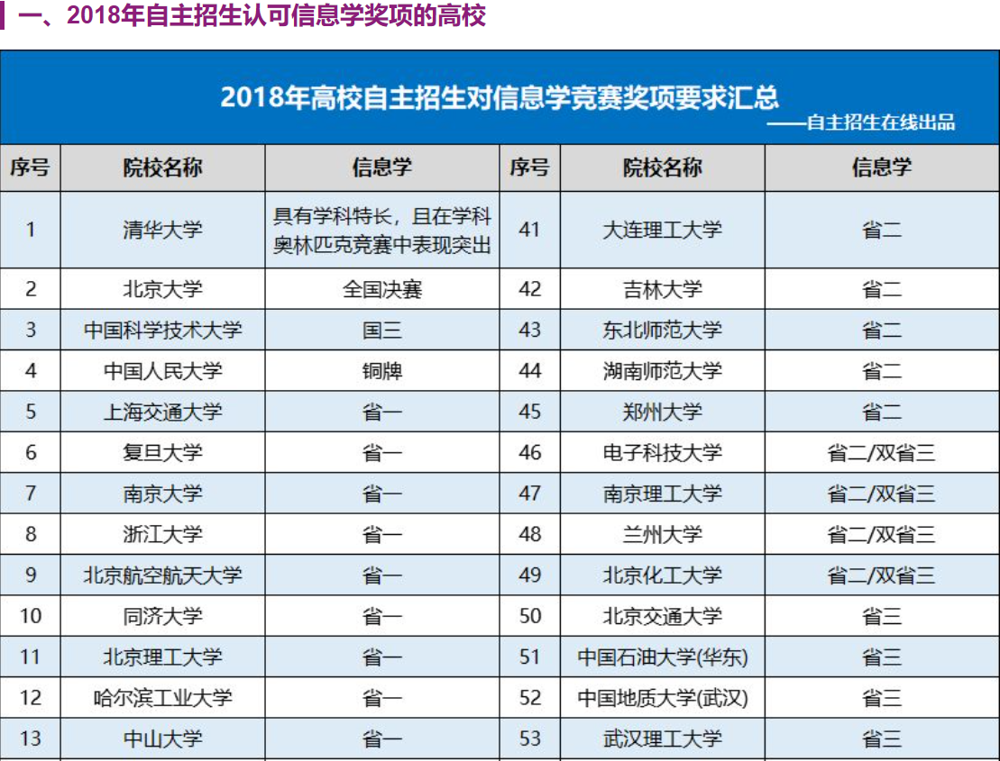 一、2018年自主招生认可信息学奖项的高校
2018年高校自主招生对信息学竞赛奖项要求汇总
——自主招生在线出品
序号 院校名称 信息学 序号 院校名称 信息学
1 清华大学 具有学科特长，且在学科
奥林匹克竞赛中表现突出 41 大连理工大学 省二
2 北京大学 全国决赛 42 吉林大学 省二
3 中国科学技术大学 国三 43 东北师范大学 省二
4 中国人民大学 铜牌 44 湖南师范大学 省二
5 上海交通大学 省一 45 郑州大学 省二
6 复旦大学 省一 46 电子科技大学 省二/双省三
7 南京大学 省一 47 南京理工大学 省二/双省三
8 浙江大学 省一 48 兰州大学 省二/双省三
9 北京航空航天大学 省一 49 北京化工大学 省二/双省三
10 同济大学 省一 50 北京交通大学 省三
11 北京理工大学 省一 51 中国石油大学(华东) 省三
12 哈尔滨工业大学 省一 52 中国地质大学(武汉) 省三
13 中山大学 省一 53 武汉理工大学 省三